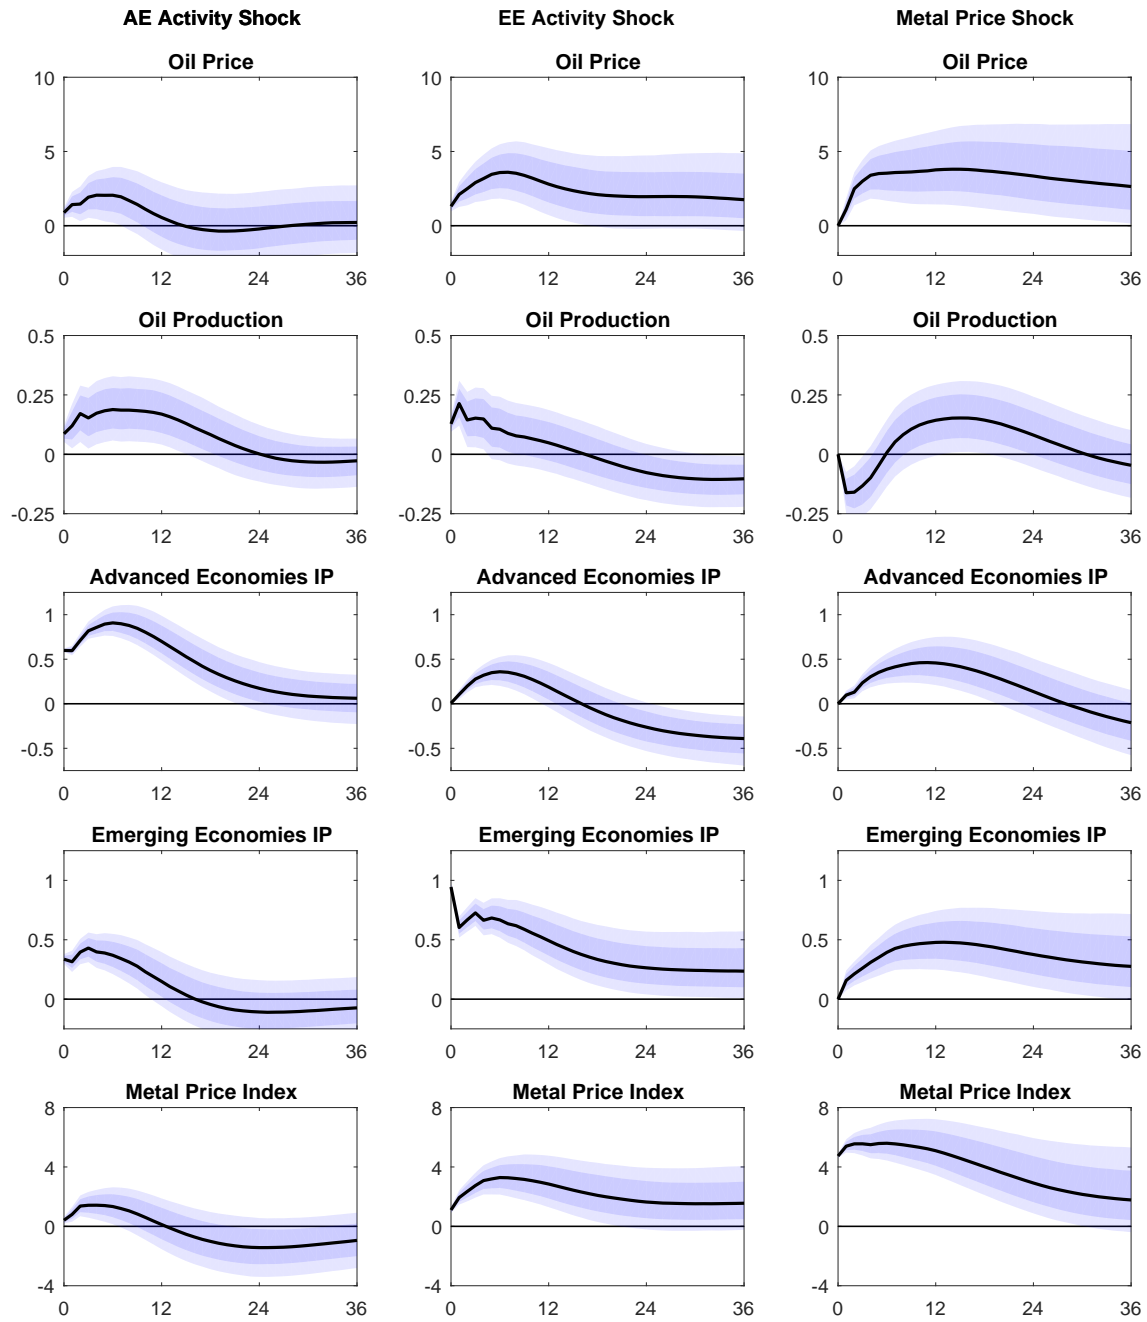 AE Activity Shock EE Activity Shock Metal Price Shock
Oil Price Oil Price Oil Price
10 10 10
5 5 5
0 0 0
0 12 24 36 0 12 24 36 0 12 24 36
Oil Production Oil Production Oil Production
0.5 0.5 0.5
0.25 0.25 0.25
0 0 0
-0.25 -0.25 -0.25
0 12 24 36 0 12 24 36 0 12 24 36
Advanced Economies IP Advanced Economies IP Advanced Economies IP
1 1 1
0.5 0.5 0.5
0 0 0
-0.5 -0.5 -0.5
0 12 24 36 0 12 24 36 0 12 24 36
Emerging Economies IP Emerging Economies IP Emerging Economies IP
1 1 1
0.5 0.5 0.5
0 0 0
0 12 24 36 0 12 24 36 0 12 24 36
Metal Price Index Metal Price Index Metal Price Index
8 8 8
4 4 4
0 0 0
-4 -4 -4
0 12 24 36 0 12 24 36 0 12 24 36